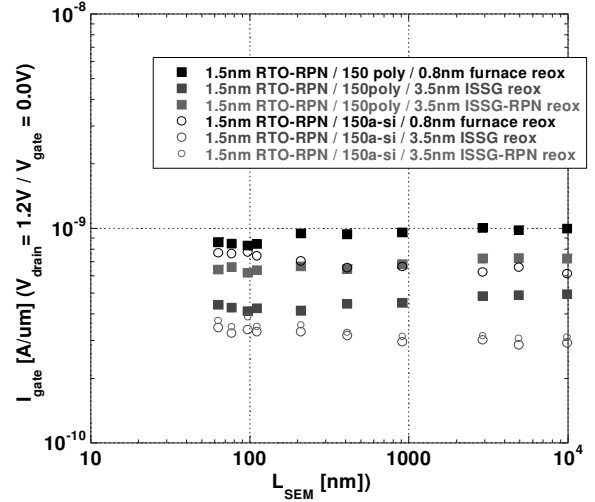 10^-8
1.5nm RTO-RPN / 150 poly / 0.8nm furnace reox
1.5nm RTO-RPN / 150poly / 3.5nm ISSG reox
1.5nm RTO-RPN / 150poly / 3.5nm ISSG-RPN reox
1.5nm RTO-RPN / 150a-si / 0.8nm furnace reox
1.5nm RTO-RPN / 150a-si / 3.5nm ISSG reox
1.5nm RTO-RPN / 150a-si / 3.5nm ISSG-RPN reox
I_gate [A/um] (V_drain = 1.2V / V_gate = 0.0V)
10^-9
10^-10
10 100 1000 10^4
L_SEM [nm])